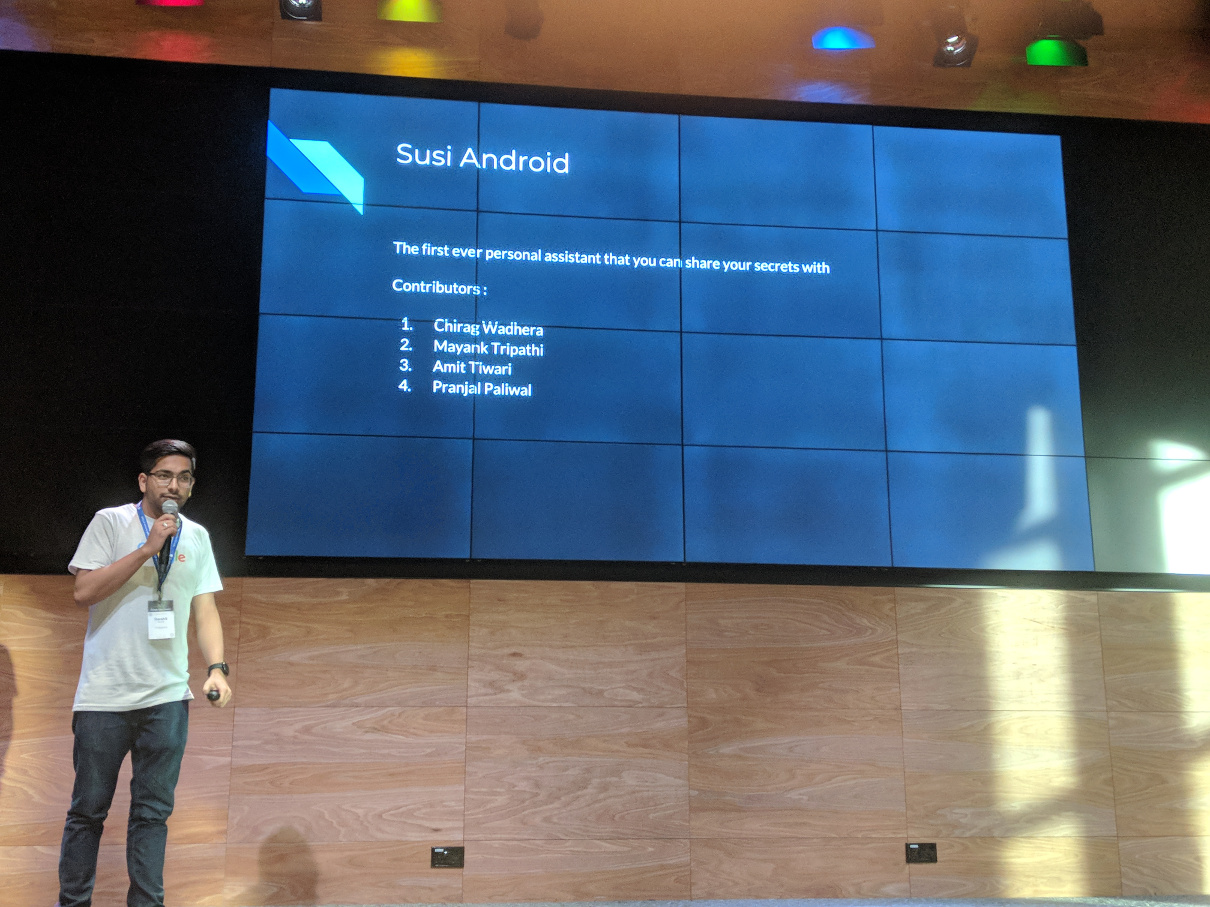 Susi Android
The first ever personal assistant that you can share your secrets with
Contributors :
1. Chirag Wadhera
2. Mayank Tripathi
3. Amit Tiwari
4. Pranjal Paliwal